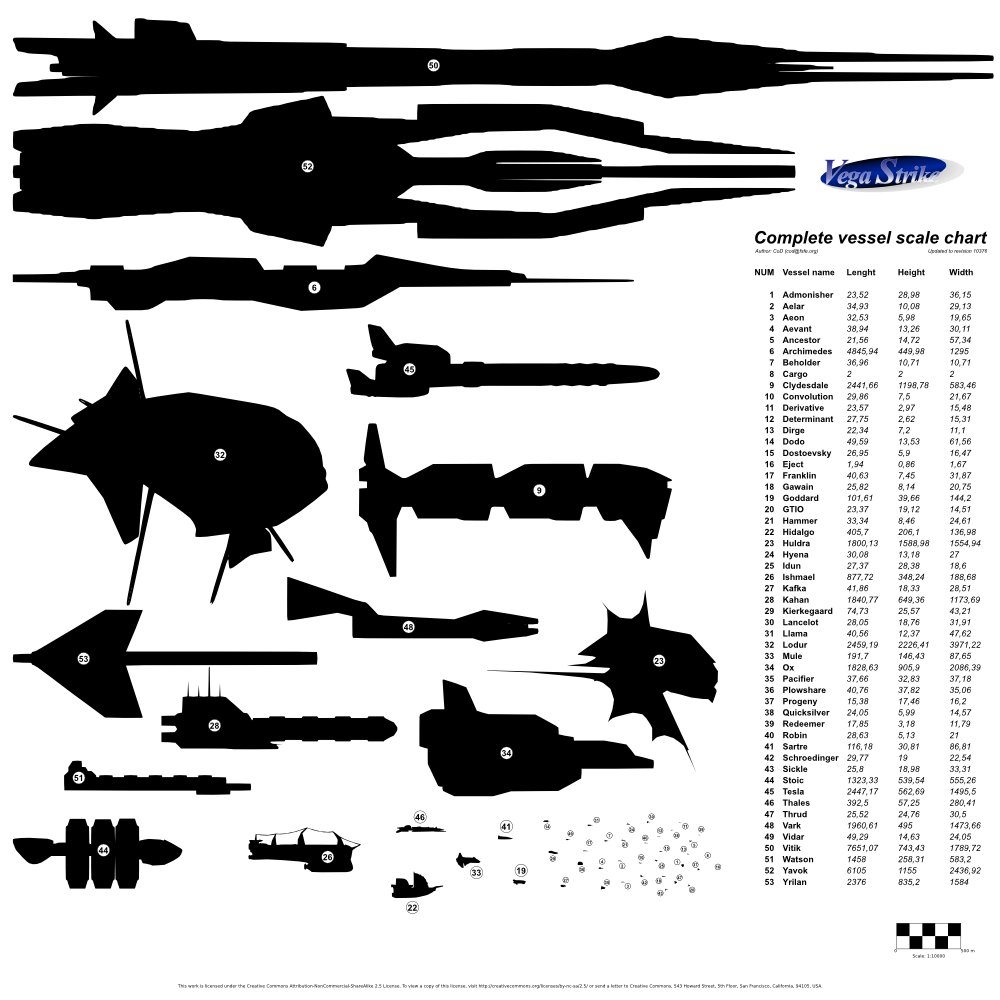 50
52
Vega Strike
Complete vessel scale chart
Author: CoD (cod@fsfe.org) Updated to revision 10376
NUM Vessel name Lenght Height Width
1 Admonisher 23,52 28,98 36,15
2 Aelar 34,93 10,08 29,13
3 Aeon 32,53 5,98 19,65
4 Aevant 38,94 13,26 30,11
5 Ancestor 21,56 14,72 57,34
6 Archimedes 4845,94 449,98 1295
7 Beholder 36,96 10,71 10,71
8 Cargo 2 2 2
9 Clydesdale 2441,66 1198,78 583,46
10 Convolution 29,86 7,5 21,67
11 Derivative 23,57 2,97 15,48
12 Determinant 27,75 2,62 15,31
13 Dirge 22,34 7,2 11,1
14 Dodo 49,59 13,53 61,56
15 Dostoevsky 26,95 5,9 16,47
16 Eject 1,94 0,86 1,67
17 Franklin 40,63 7,45 31,87
18 Gawain 25,82 8,14 20,75
19 Goddard 101,61 39,66 144,2
20 GTIO 23,37 19,12 14,51
21 Hammer 33,34 8,46 24,61
22 Hidalgo 405,7 206,1 136,98
23 Huldra 1800,13 1588,98 1554,94
24 Hyena 30,08 13,18 27
25 Idun 27,37 28,38 18,6
26 Ishmael 877,72 348,24 188,68
27 Kafka 41,86 18,33 28,51
28 Kahan 1840,77 649,36 1173,69
29 Kierkegaard 74,73 25,57 43,21
30 Lancelot 28,05 18,76 31,91
31 Llama 40,56 12,37 47,62
32 Lodur 2459,19 2226,41 3971,22
33 Mule 191,7 146,43 87,65
34 Ox 1828,63 905,9 2086,39
35 Pacifier 37,66 32,83 37,18
36 Plowshare 40,76 37,82 35,06
37 Progeny 15,38 17,46 16,2
38 Quicksilver 24,05 5,99 14,57
39 Redeemer 17,85 3,18 11,79
40 Robin 28,63 5,13 21
41 Sartre 116,18 30,81 86,81
42 Schroedinger 29,77 19 22,54
43 Sickle 25,8 18,98 33,31
44 Stoic 1323,33 539,54 555,26
45 Tesla 2447,17 562,69 1495,5
46 Thales 392,5 57,25 280,41
47 Thrud 25,52 24,76 30,5
48 Vark 1960,61 495 1473,66
49 Vidar 49,29 14,63 24,05
50 Vitik 7651,07 743,43 1789,72
51 Watson 1458 258,31 583,2
52 Yavok 6105 1155 2436,92
53 Yrilan 2376 835,2 1584
6
45
32
9
48
53
23
28
34
51
46
41
44
26
33
19
22
0 500 m
Scale: 1:10000
This work is licensed under the Creative Commons Attribution-NonCommercial-ShareAlike 2.5 License. To view a copy of this license, visit http://creativecommons.org/licenses/by-nc-sa/2.5/ or send a letter to Creative Commons, 543 Howard Street, 5th Floor, San Francisco, California, 94105, USA.